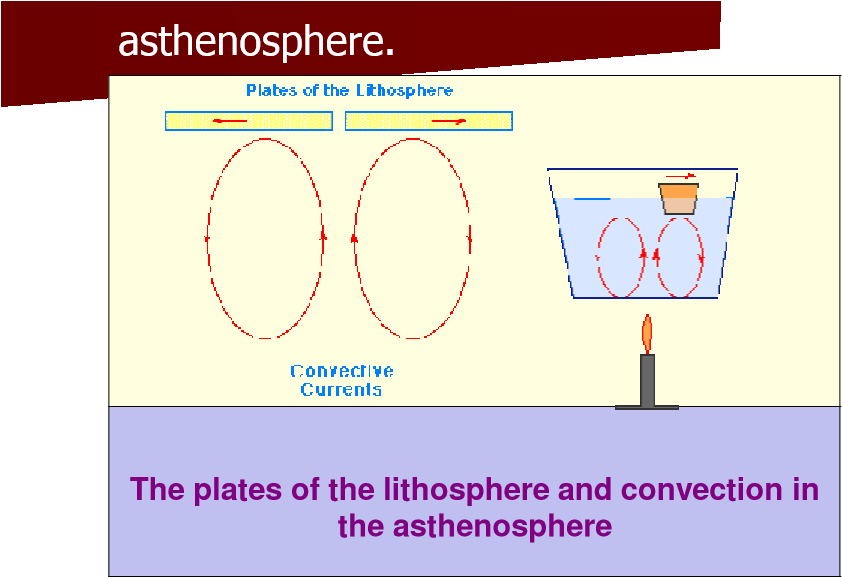 asthenosphere.
Plates of the Lithosphere
Convective
Currents
The plates of the lithosphere and convection in
the asthenosphere